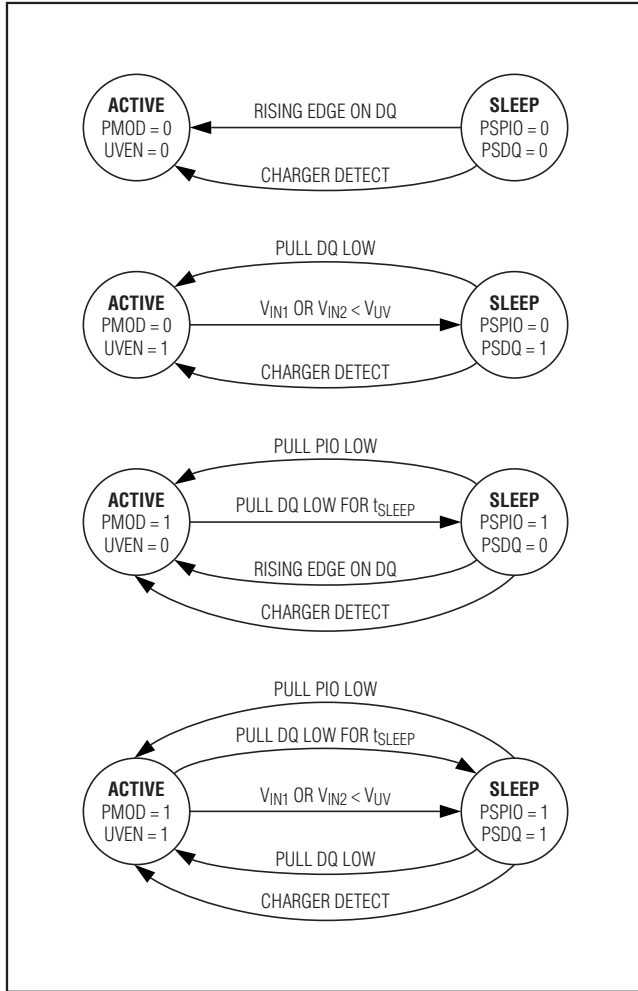 ACTIVE
PMOD = 0
UVEN = 0
RISING EDGE ON DQ
CHARGER DETECT
SLEEP
PSPIO = 0
PSDQ = 0
PULL DQ LOW
ACTIVE
PMOD = 0
UVEN = 1
VIN1 OR VIN2 < VUV
CHARGER DETECT
SLEEP
PSPIO = 0
PSDQ = 1
PULL PIO LOW
ACTIVE
PMOD = 1
UVEN = 0
PULL DQ LOW FOR tSLEEP
RISING EDGE ON DQ
CHARGER DETECT
SLEEP
PSPIO = 1
PSDQ = 0
PULL PIO LOW
PULL DQ LOW FOR tSLEEP
ACTIVE
PMOD = 1
UVEN = 1
VIN1 OR VIN2 < VUV
PULL DQ LOW
CHARGER DETECT
SLEEP
PSPIO = 1
PSDQ = 1